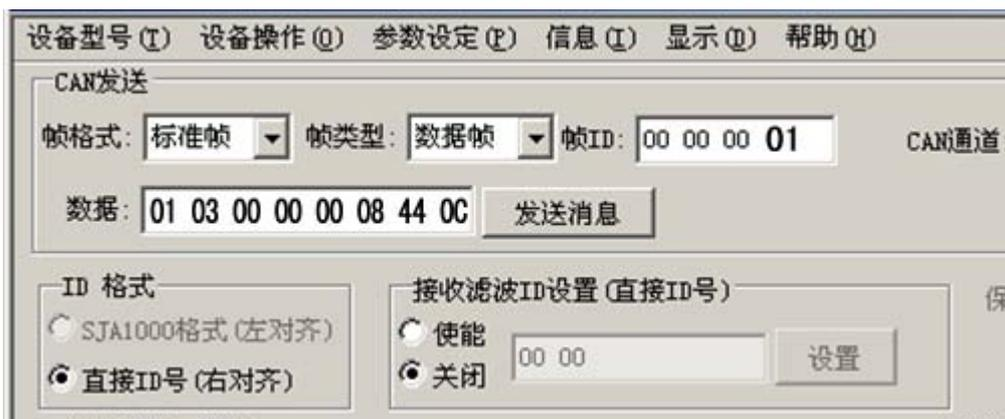 设备型号(T) 设备操作(O) 参数设定(P) 信息(I) 显示(D) 帮助(H)
CAN发送
帧格式: 标准帧 帧类型: 数据帧 帧ID: 00 00 00 01 CAN通道
数据: 01 03 00 00 00 08 44 0C 发送消息
ID 格式 接收滤波ID设置(直接ID号)
SJA1000格式(左对齐) 使能
00 00 设置
直接ID号(右对齐) 关闭